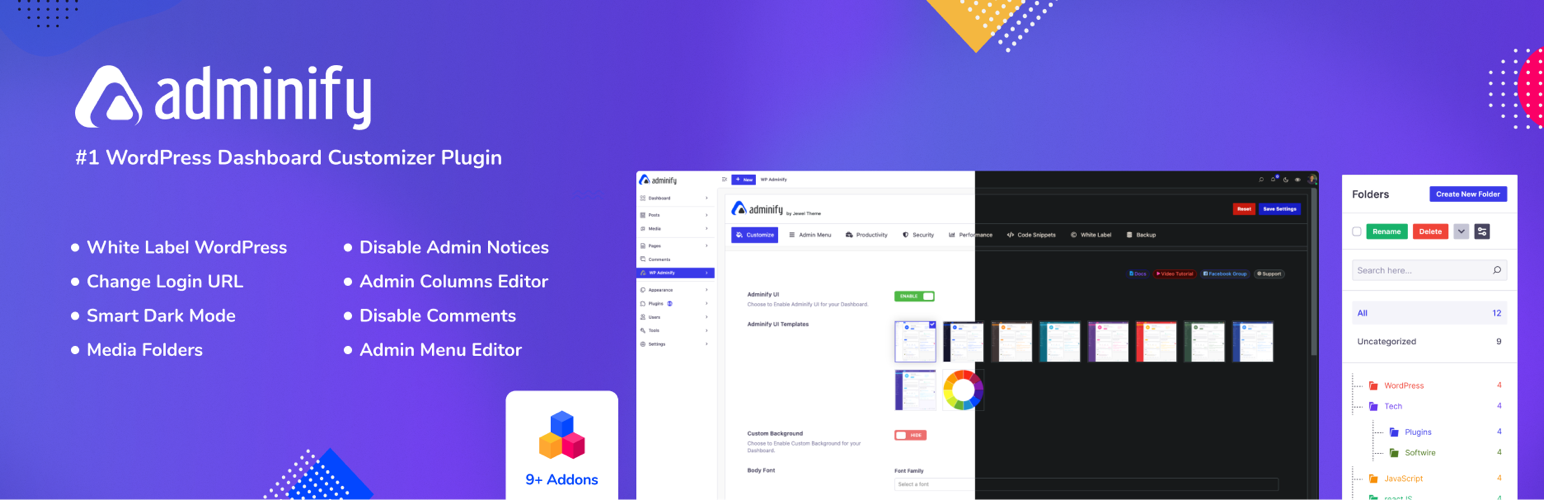 adminify
#1 WordPress Dashboard Customizer Plugin
White Label WordPress
Change Login URL
Smart Dark Mode
Media Folders
Disable Admin Notices
Admin Columns Editor
Disable Comments
Admin Menu Editor
9+ Addons
adminify
New
WP Adminify
Dashboard
Posts
Media
Pages
Comments
WP Adminify
Appearance
Plugins
Users
Tools
Settings
adminify by Jewel Theme
Reset
Save Settings
Customize
Admin Menu
Productivity
Security
Performance
Code Snippets
White Label
Backup
Docs
Video Tutorial
Facebook Group
Support
Adminify UI
Choose to Enable Adminify UI for your Dashboard.
ENABLE
Adminify UI Templates
Custom Background
Choose to Enable Custom Background for your
Dashboard.
HIDE
Body Font
Font Family
Select a font
Folders
Create New Folder
Rename
Delete
Search here...
All 12
Uncategorized 9
WordPress 4
Tech 4
Plugins 4
Softwire 4
JavaScript 4
react JS 4